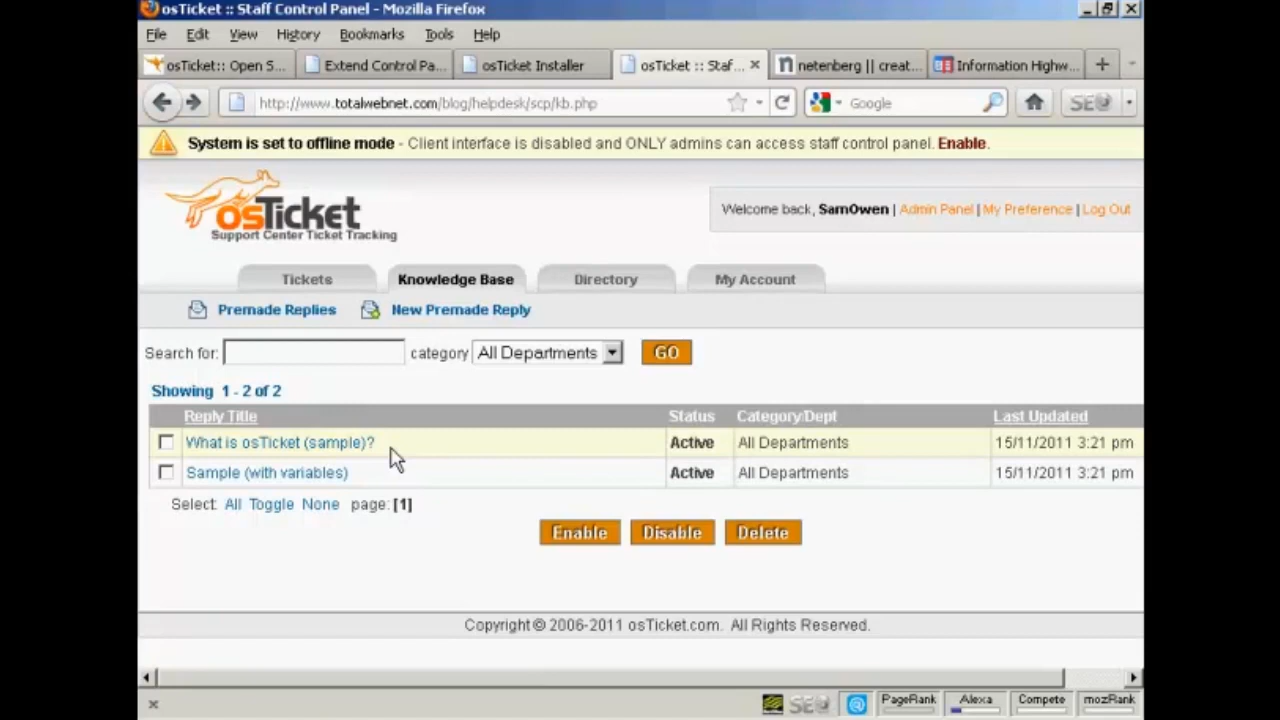 osTicket :: Staff Control Panel - Mozilla Firefox
File Edit View History Bookmarks Tools Help
osTicket:: Open S... Extend Control Pa... osTicket Installer osTicket :: Staf... netenberg || creat... Information Highw...
http://www.totalwebnet.com/blog/helpdesk/scp/kb.php Google SEO
System is set to offline mode - Client interface is disabled and ONLY admins can access staff control panel. Enable.
osTicket
Support Center Ticket Tracking
Welcome back, SamOwen | Admin Panel | My Preference | Log Out
Tickets Knowledge Base Directory My Account
Premade Replies New Premade Reply
Search for: category All Departments GO
Showing 1 - 2 of 2
Reply Title Status Category/Dept Last Updated
What is osTicket (sample)? Active All Departments 15/11/2011 3:21 pm
Sample (with variables) Active All Departments 15/11/2011 3:21 pm
Select: All Toggle None page:[1]
Enable Disable Delete
Copyright © 2006-2011 osTicket.com. All Rights Reserved.
SEO @ PageRank Alexa Compete mozRank